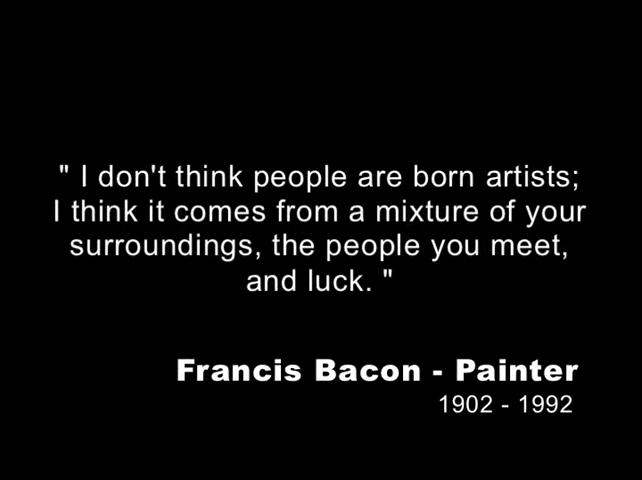 " I don't think people are born artists;
I think it comes from a mixture of your
surroundings, the people you meet,
and luck. "
Francis Bacon - Painter
1902 - 1992